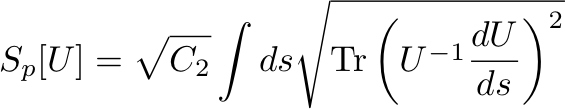 $S_p[U] = \sqrt{C_2} \int ds \sqrt{\mathrm{Tr}\left(U^{-1}\frac{dU}{ds}\right)^2}$